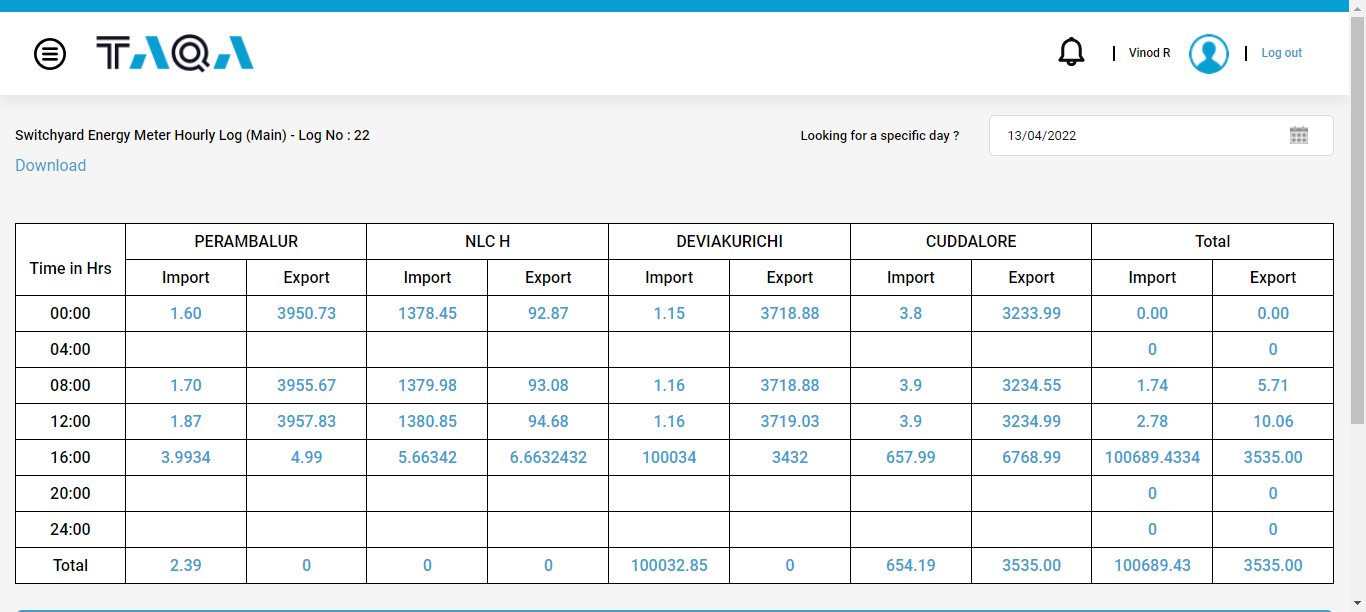 TAQA
Vinod R
Log out
Switchyard Energy Meter Hourly Log (Main) - Log No : 22
Looking for a specific day ?
13/04/2022
Download
Time in Hrs PERAMBALUR NLC H DEVIAKURICHI CUDDALORE Total
Import Export Import Export Import Export Import Export Import Export
00:00 1.60 3950.73 1378.45 92.87 1.15 3718.88 3.8 3233.99 0.00 0.00
04:00 0 0
08:00 1.70 3955.67 1379.98 93.08 1.16 3718.88 3.9 3234.55 1.74 5.71
12:00 1.87 3957.83 1380.85 94.68 1.16 3719.03 3.9 3234.99 2.78 10.06
16:00 3.9934 4.99 5.66342 6.6632432 100034 3432 657.99 6768.99 100689.4334 3535.00
20:00 0 0
24:00 0 0
Total 2.39 0 0 0 100032.85 0 654.19 3535.00 100689.43 3535.00